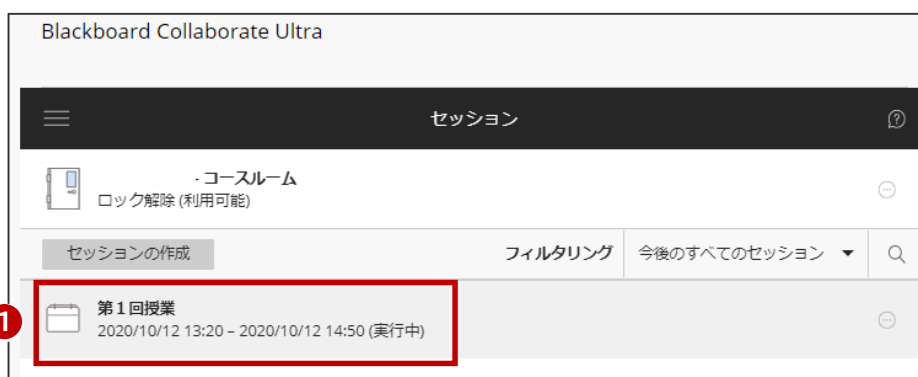 Blackboard Collaborate Ultra
セッション
- コースルーム
ロック解除 (利用可能)
セッションの作成 フィルタリング 今後のすべてのセッション
第１回授業
1
2020/10/12 13:20 – 2020/10/12 14:50 (実行中)